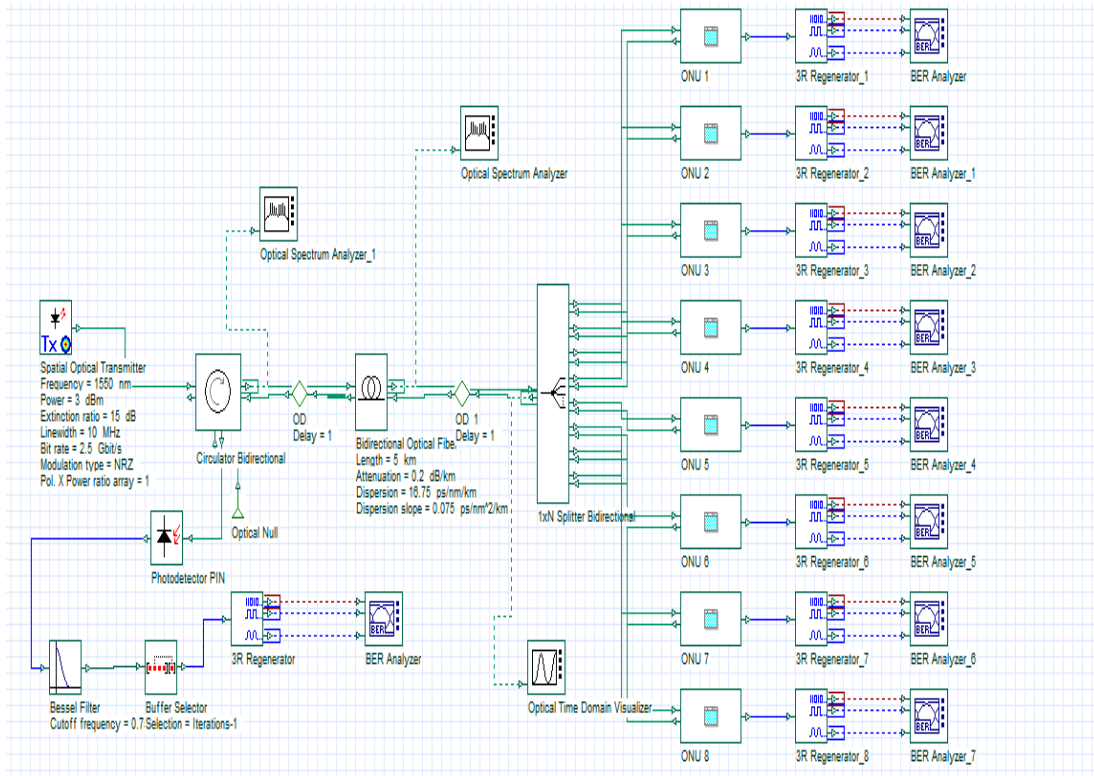 ONU 1
3R Regenerator_1
BER Analyzer
ONU 2
3R Regenerator_2
BER Analyzer_1
Optical Spectrum Analyzer
ONU 3
3R Regenerator_3
BER Analyzer_2
Optical Spectrum Analyzer_1
ONU 4
3R Regenerator_4
BER Analyzer_3
Tx
Spatial Optical Transmitter
Frequency = 1550 nm
Power = 3 dBm
Extinction ratio = 15 dB
Linewidth = 10 MHz
Bit rate = 2.5 Gbit/s
Modulation type = NRZ
Pol. X Power ratio array = 1
Circulator Bidirectional
OD
Delay = 1
Bidirectional Optical Fibe
Length = 5 km
Attenuation = 0.2 dB/km
Dispersion = 16.75 ps/nm/km
Dispersion slope = 0.075 ps/nm^2/km
OD_1
Delay = 1
1xN Splitter Bidirectional
ONU 5
3R Regenerator_5
BER Analyzer_4
Optical Null
Photodetector PIN
ONU 6
3R Regenerator_6
BER Analyzer_5
3R Regenerator
BER Analyzer
ONU 7
3R Regenerator_7
BER Analyzer_6
Bessel Filter
Cutoff frequency = 0.7
Buffer Selector
Selection = Iterations-1
Optical Time Domain Visualizer
ONU 8
3R Regenerator_8
BER Analyzer_7